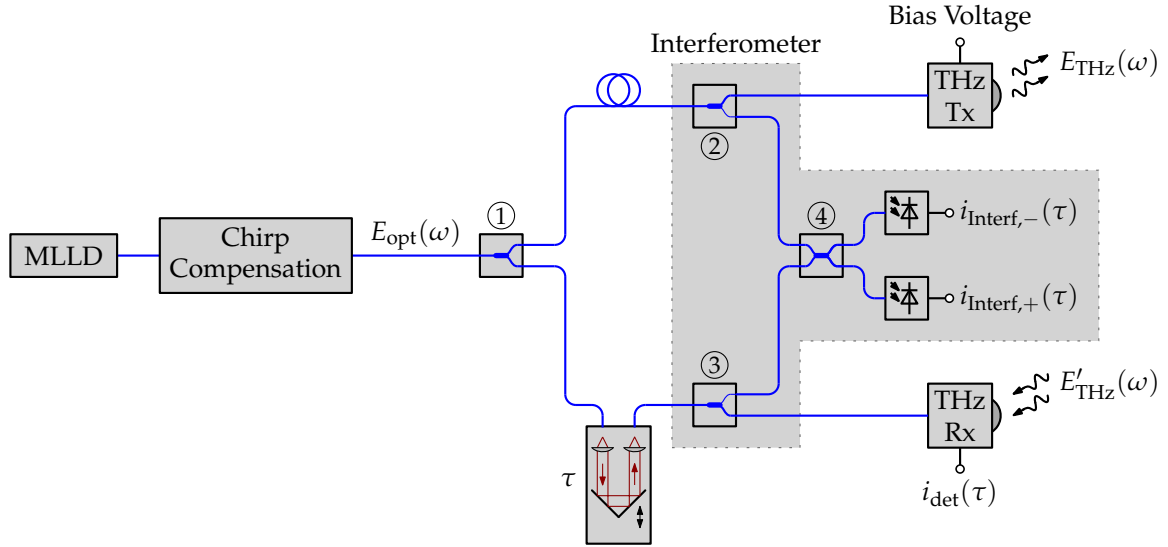 Bias Voltage
Interferometer
THz
Tx
E_THz(ω)
②
①
④
i_Interf,−(τ)
MLLD
Chirp
Compensation
E_opt(ω)
i_Interf,+(τ)
③
THz
Rx
E′_THz(ω)
τ
i_det(τ)